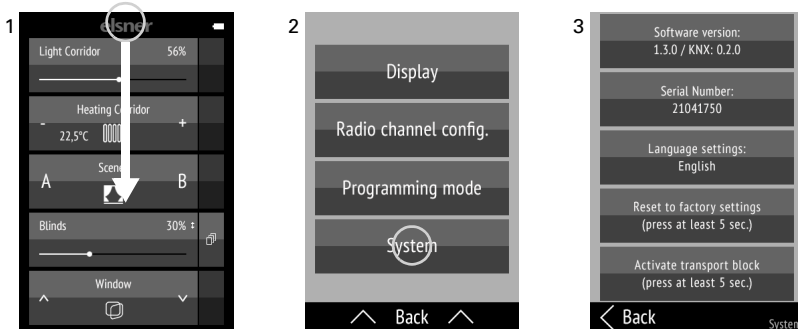 1
elsner
Light Corridor 56%
Heating Corridor
- +
22,5°C
Scene
A B
Blinds 30%
Window
2
Display
Radio channel config.
Programming mode
System
Back
3
Software version:
1.3.0 / KNX: 0.2.0
Serial Number:
21041750
Language settings:
English
Reset to factory settings
(press at least 5 sec.)
Activate transport block
(press at least 5 sec.)
Back
System